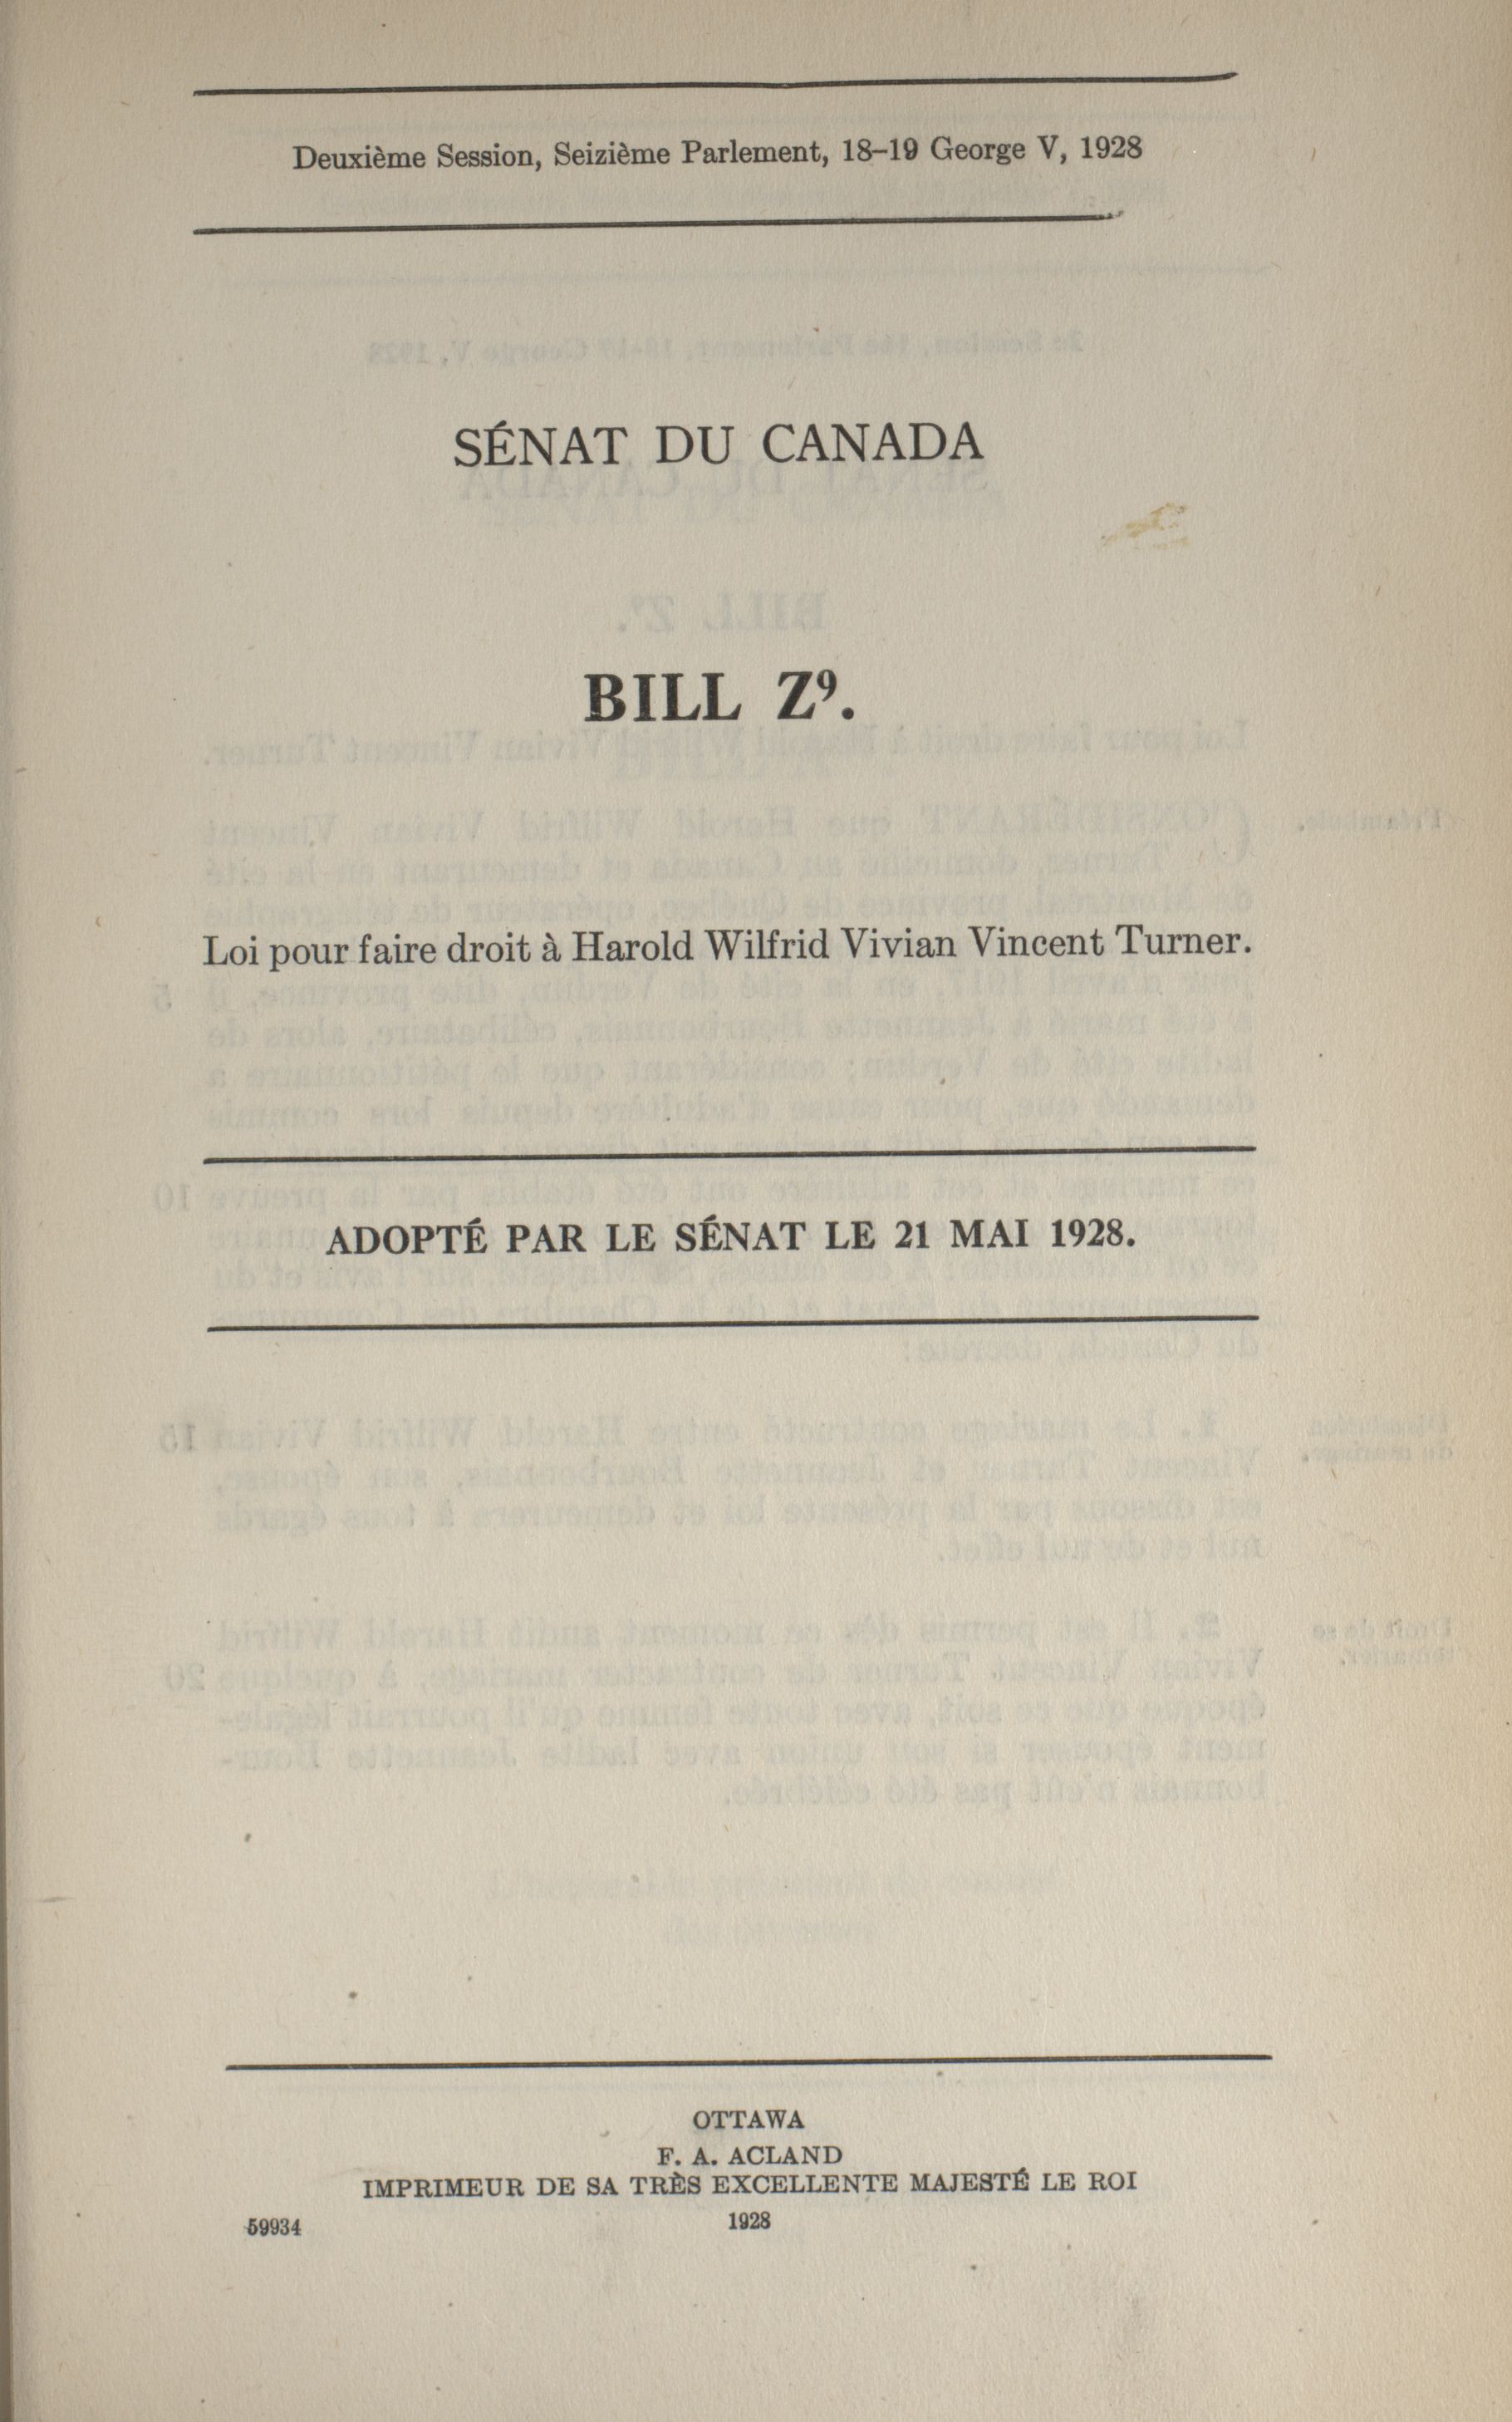 Deuxième Session, Seizième Parlement, 18–19 George V, 1928
SÉNAT DU CANADA
BILL Z⁹.
Loi pour faire droit à Harold Wilfrid Vivian Vincent Turner.
ADOPTÉ PAR LE SÉNAT LE 21 MAI 1928.
OTTAWA
F. A. ACLAND
IMPRIMEUR DE SA TRÈS EXCELLENTE MAJESTÉ LE ROI
1928
59934